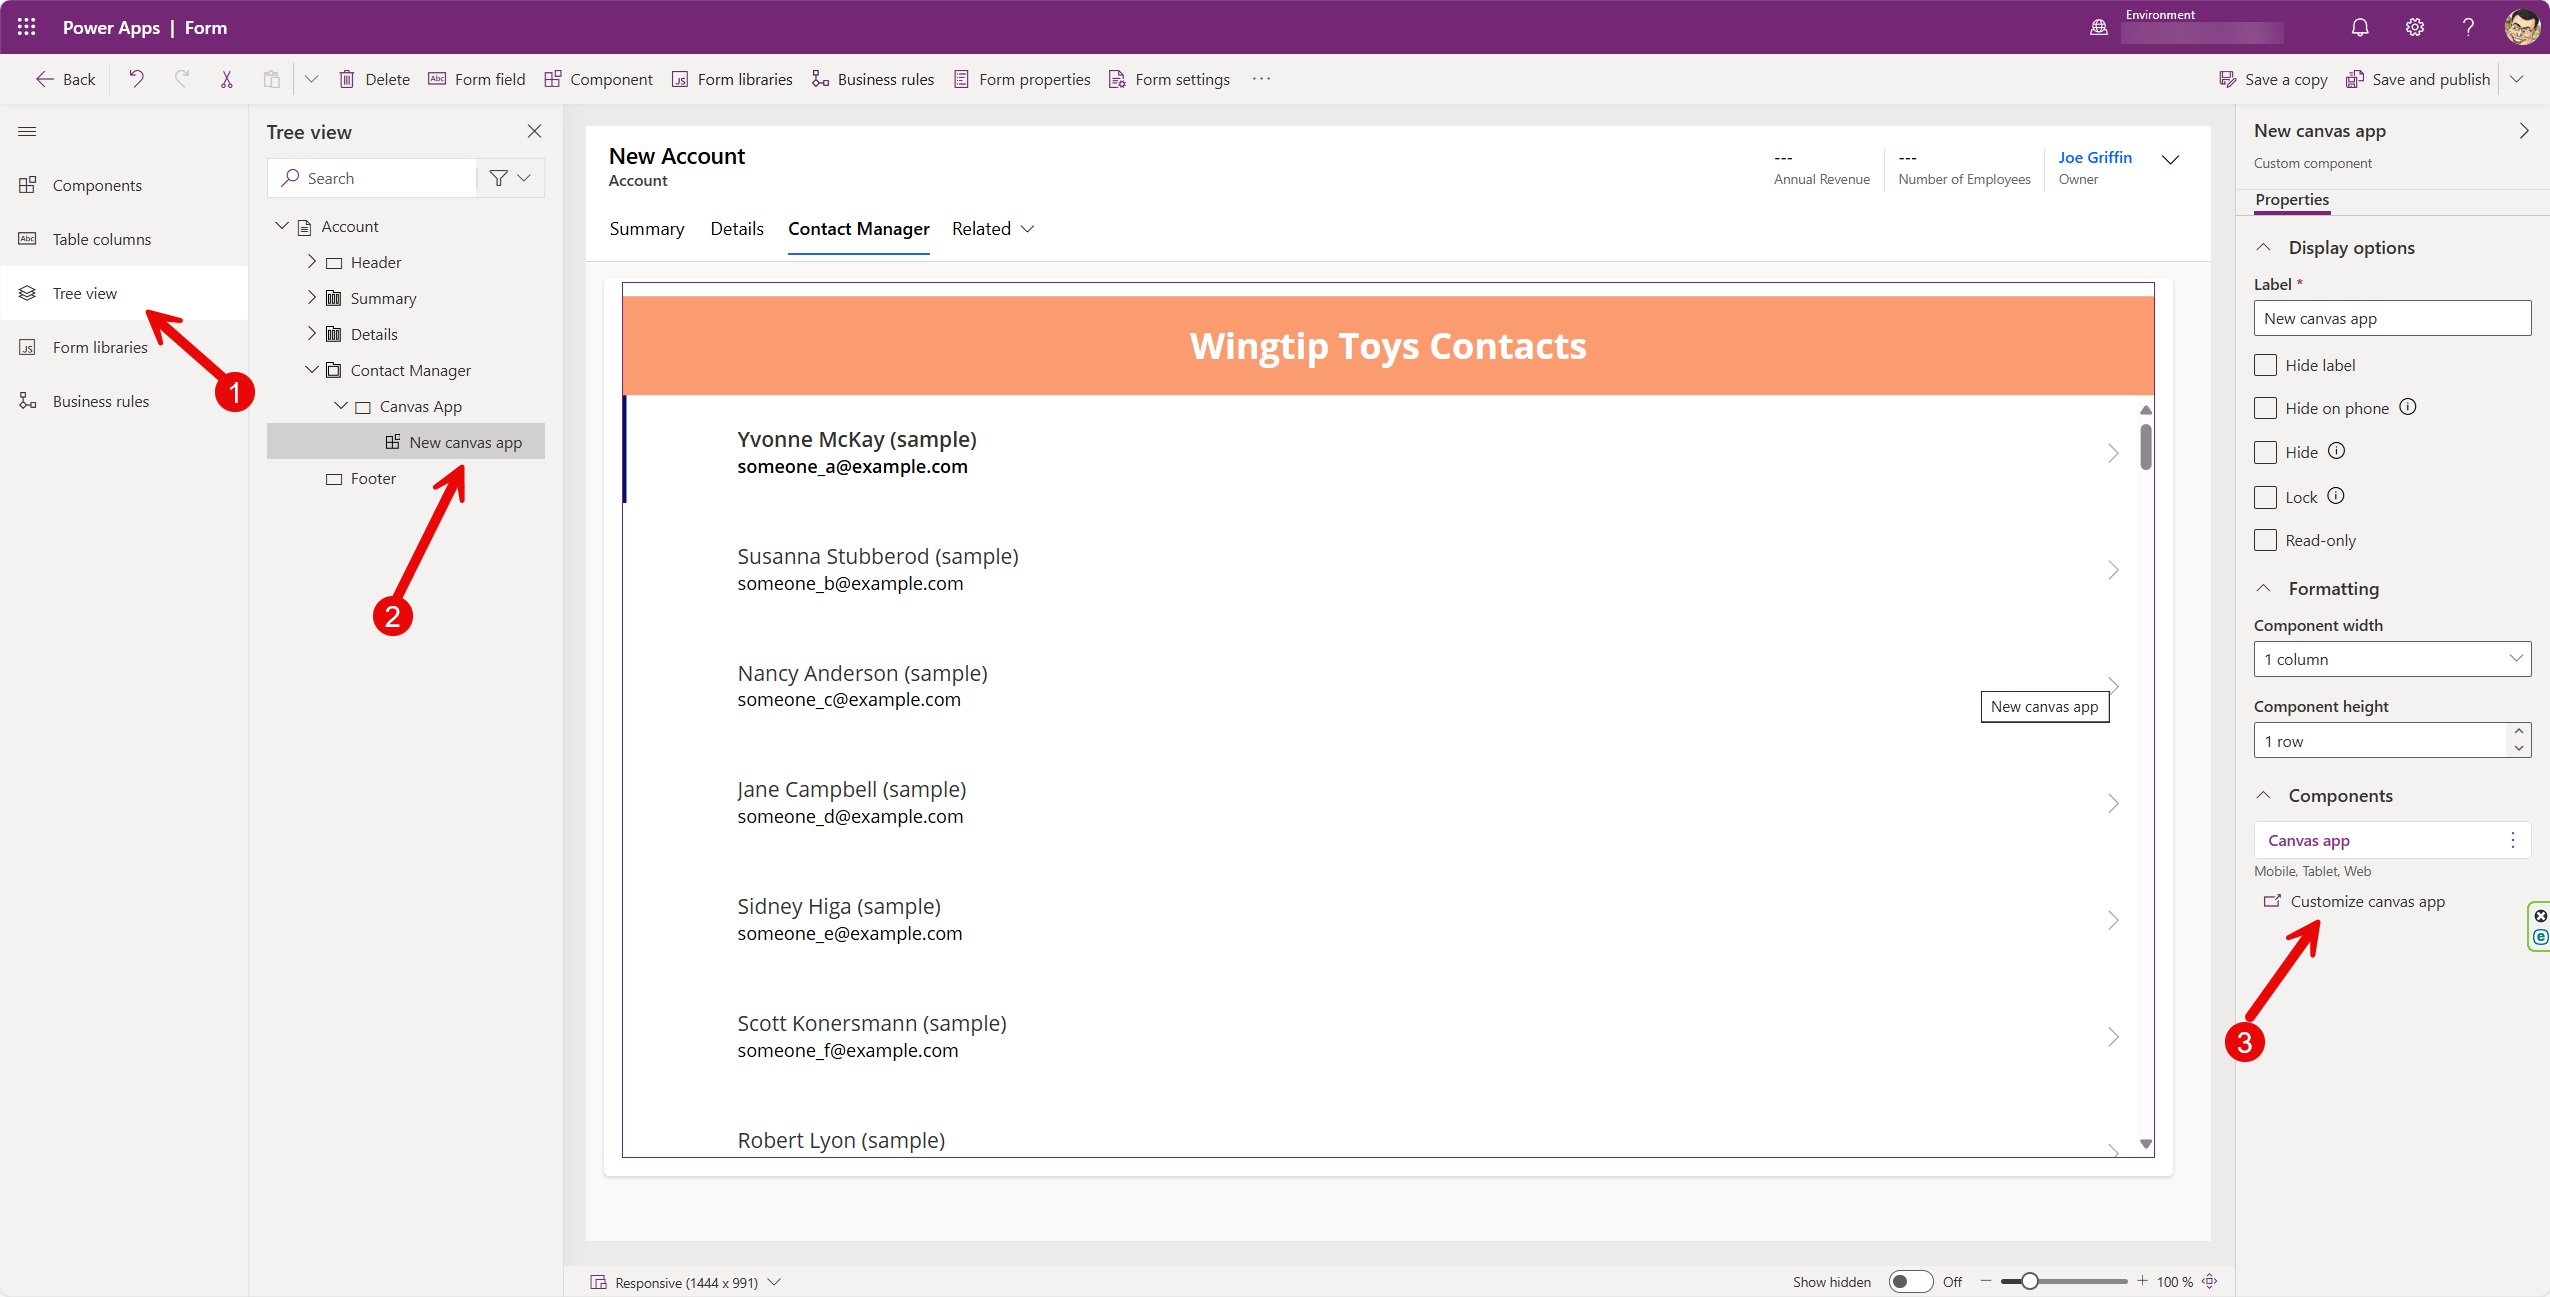 Power Apps | Form
Environment
Back
Delete
Form field
Component
Form libraries
Business rules
Form properties
Form settings
Save a copy
Save and publish
Components
Table columns
Tree view
Form libraries
Business rules
1
Tree view
Search
Account
Header
Summary
Details
Contact Manager
Canvas App
New canvas app
Footer
2
New Account
Account
---
Annual Revenue
---
Number of Employees
Joe Griffin
Owner
Summary
Details
Contact Manager
Related
Wingtip Toys Contacts
Yvonne McKay (sample)
someone_a@example.com
Susanna Stubberod (sample)
someone_b@example.com
Nancy Anderson (sample)
someone_c@example.com
New canvas app
Jane Campbell (sample)
someone_d@example.com
Sidney Higa (sample)
someone_e@example.com
Scott Konersmann (sample)
someone_f@example.com
Robert Lyon (sample)
Responsive (1444 x 991)
Show hidden
Off
100 %
New canvas app
Custom component
Properties
Display options
Label *
New canvas app
Hide label
Hide on phone
Hide
Lock
Read-only
Formatting
Component width
1 column
Component height
1 row
Components
Canvas app
Mobile, Tablet, Web
Customize canvas app
3